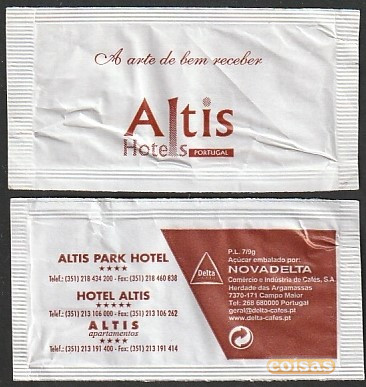 A arte de bem receber
Altis
Hotels PORTUGAL
ALTIS PARK HOTEL
★★★★
Telef.: (351) 218 434 200 - Fax: (351) 218 460 838
HOTEL ALTIS
★★★★★
Telef.: (351) 213 106 000 - Fax: (351) 213 106 262
ALTIS
apartamentos
★★★★
Telef.: (351) 213 191 400 - Fax: (351) 213 191 414
Delta
P.L. 7/9g
Açúcar embalado por:
NOVADELTA
Comércio e Indústria de Cafés, S.A.
Herdade das Argamassas
7370-171 Campo Maior
Tel: 268 680000 Portugal
geral@delta-cafes.pt
www.delta-cafes.pt
coisas